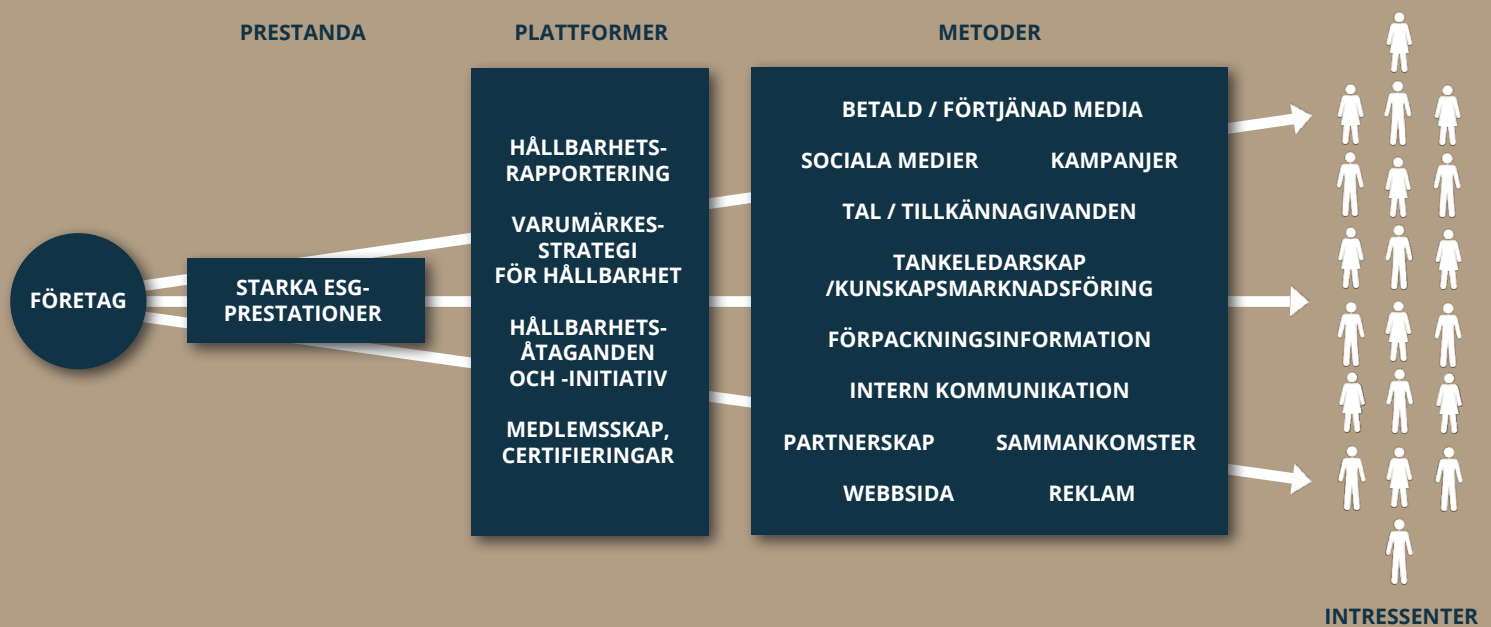 PRESTANDA
PLATTFORMER
METODER
FÖRETAG
STARKA ESG-
PRESTATIONER
HÅLLBARHETS-
RAPPORTERING
VARUMÄRKES-
STRATEGI
FÖR HÅLLBARHET
HÅLLBARHETS-
ÅTAGANDEN
OCH -INITIATIV
MEDLEMSSKAP,
CERTIFIERINGAR
BETALD / FÖRTJÄNAD MEDIA
SOCIALA MEDIER KAMPANJER
TAL / TILLKÄNNAGIVANDEN
TANKELEDARSKAP
/KUNSKAPSMARKNADSFÖRING
FÖRPACKNINGSINFORMATION
INTERN KOMMUNIKATION
PARTNERSKAP SAMMANKOMSTER
WEBBSIDA REKLAM
INTRESSENTER